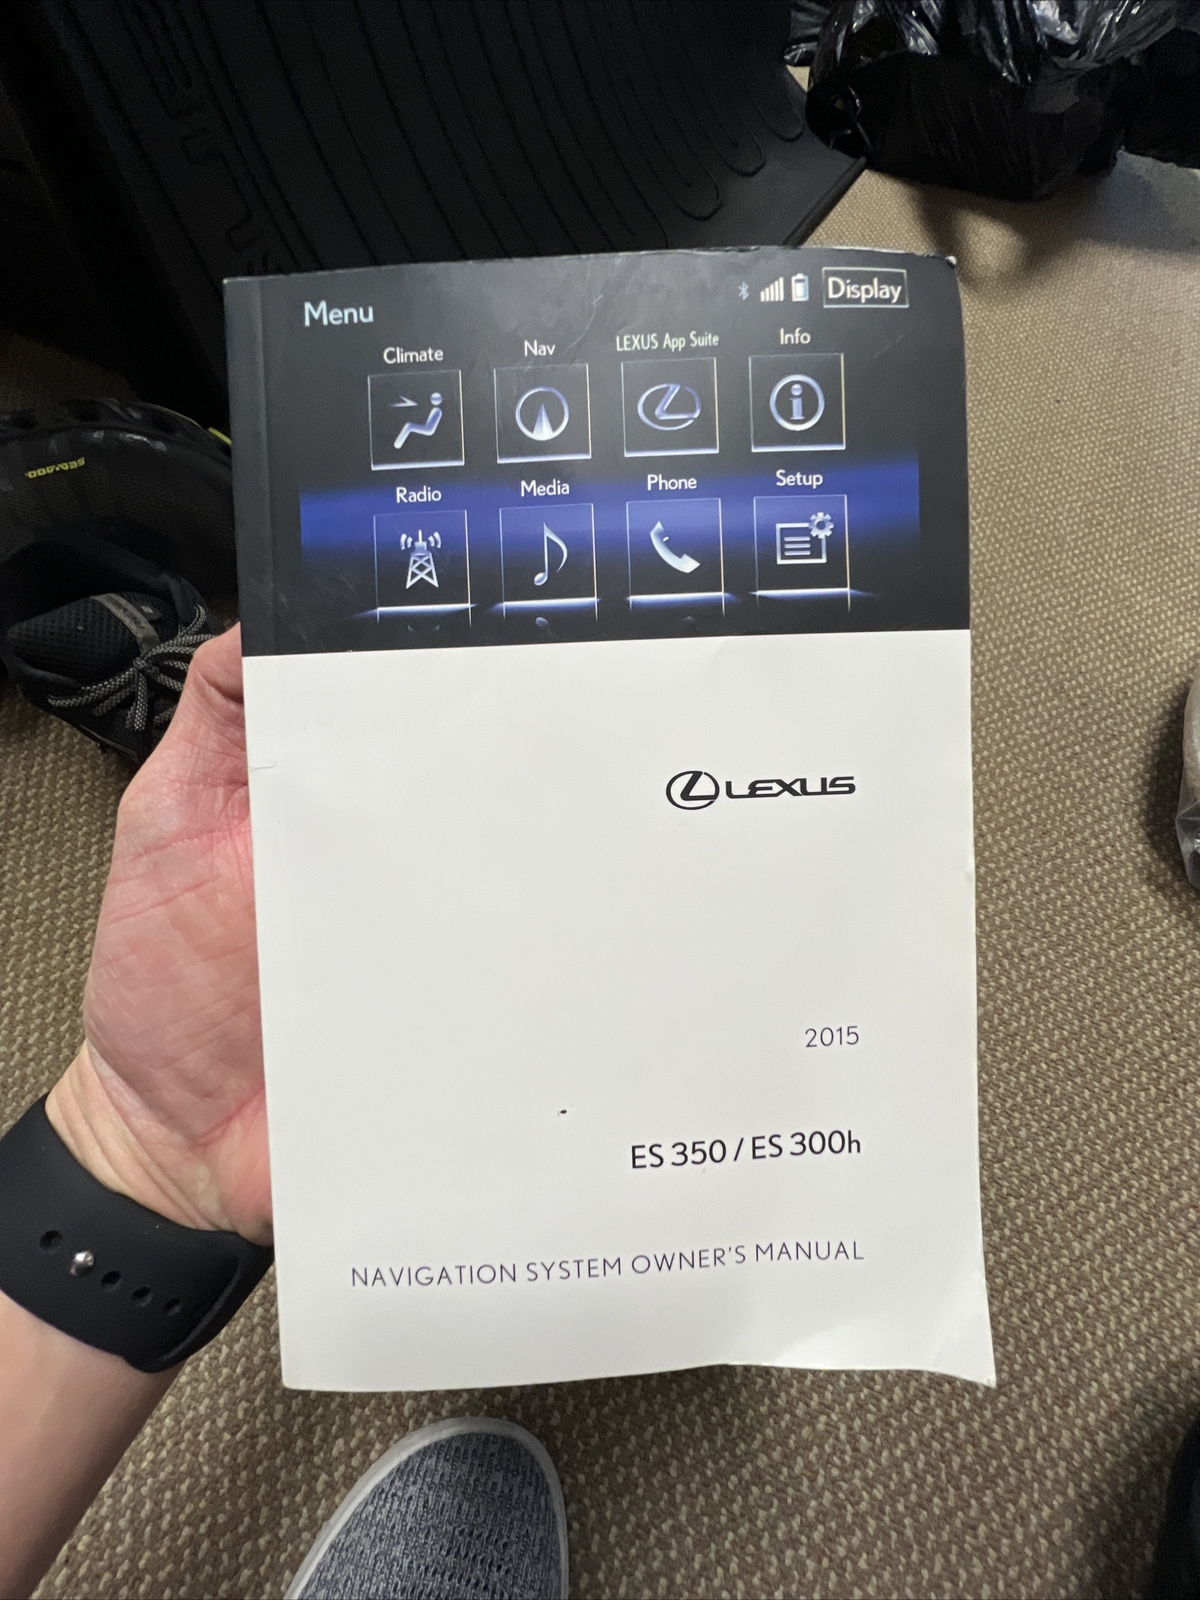 Menu
Display
Climate
Nav
LEXUS App Suite
Info
Radio
Media
Phone
Setup
LEXUS
2015
ES 350 / ES 300h
NAVIGATION SYSTEM OWNER'S MANUAL